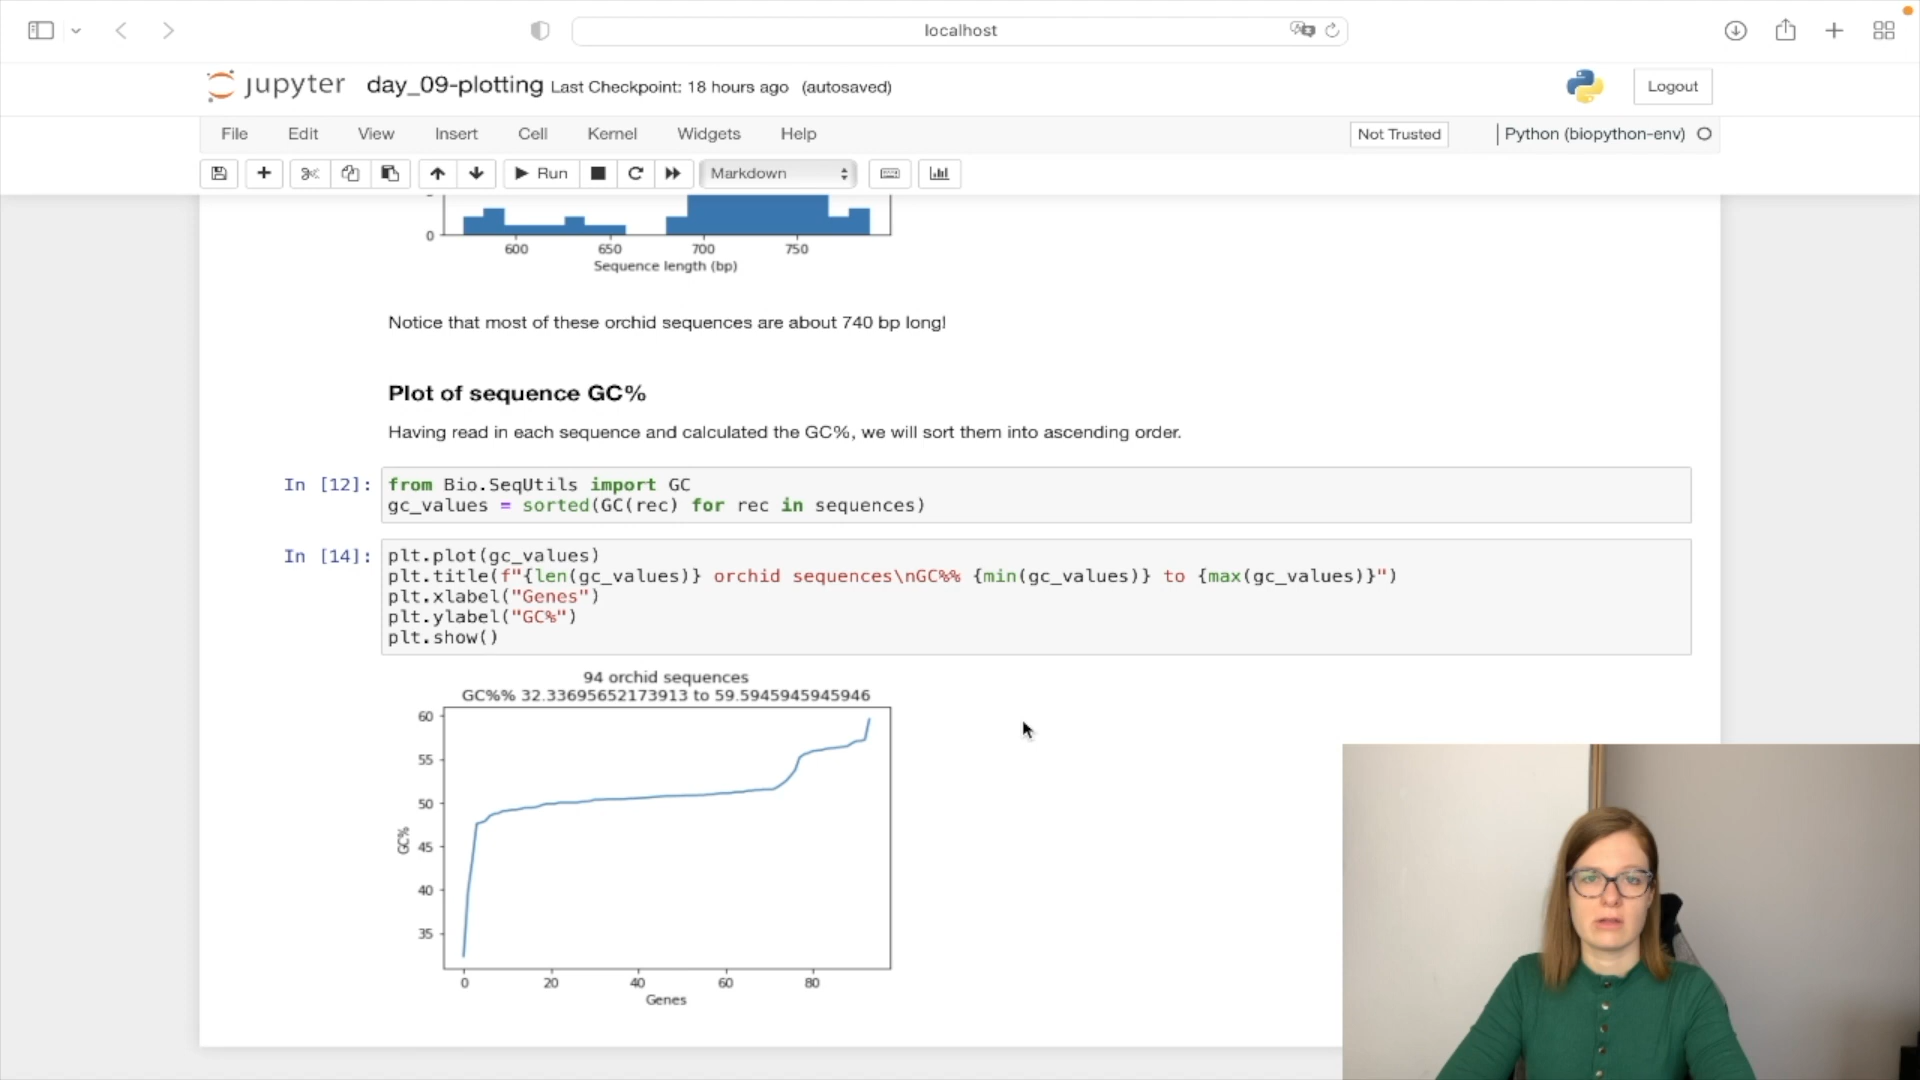 localhost
jupyter day_09-plotting Last Checkpoint: 18 hours ago (autosaved)
Logout
File Edit View Insert Cell Kernel Widgets Help
Not Trusted
Python (biopython-env)
Run
Markdown
0
600 650 700 750
Sequence length (bp)
Notice that most of these orchid sequences are about 740 bp long!
Plot of sequence GC%
Having read in each sequence and calculated the GC%, we will sort them into ascending order.
In [12]:
from Bio.SeqUtils import GC
gc_values = sorted(GC(rec) for rec in sequences)
In [14]:
plt.plot(gc_values)
plt.title(f"{len(gc_values)} orchid sequences\nGC%% {min(gc_values)} to {max(gc_values)}")
plt.xlabel("Genes")
plt.ylabel("GC%")
plt.show()
94 orchid sequences
GC%% 32.33695652173913 to 59.5945945945946
60
55
50
45
40
35
GC%
0 20 40 60 80
Genes